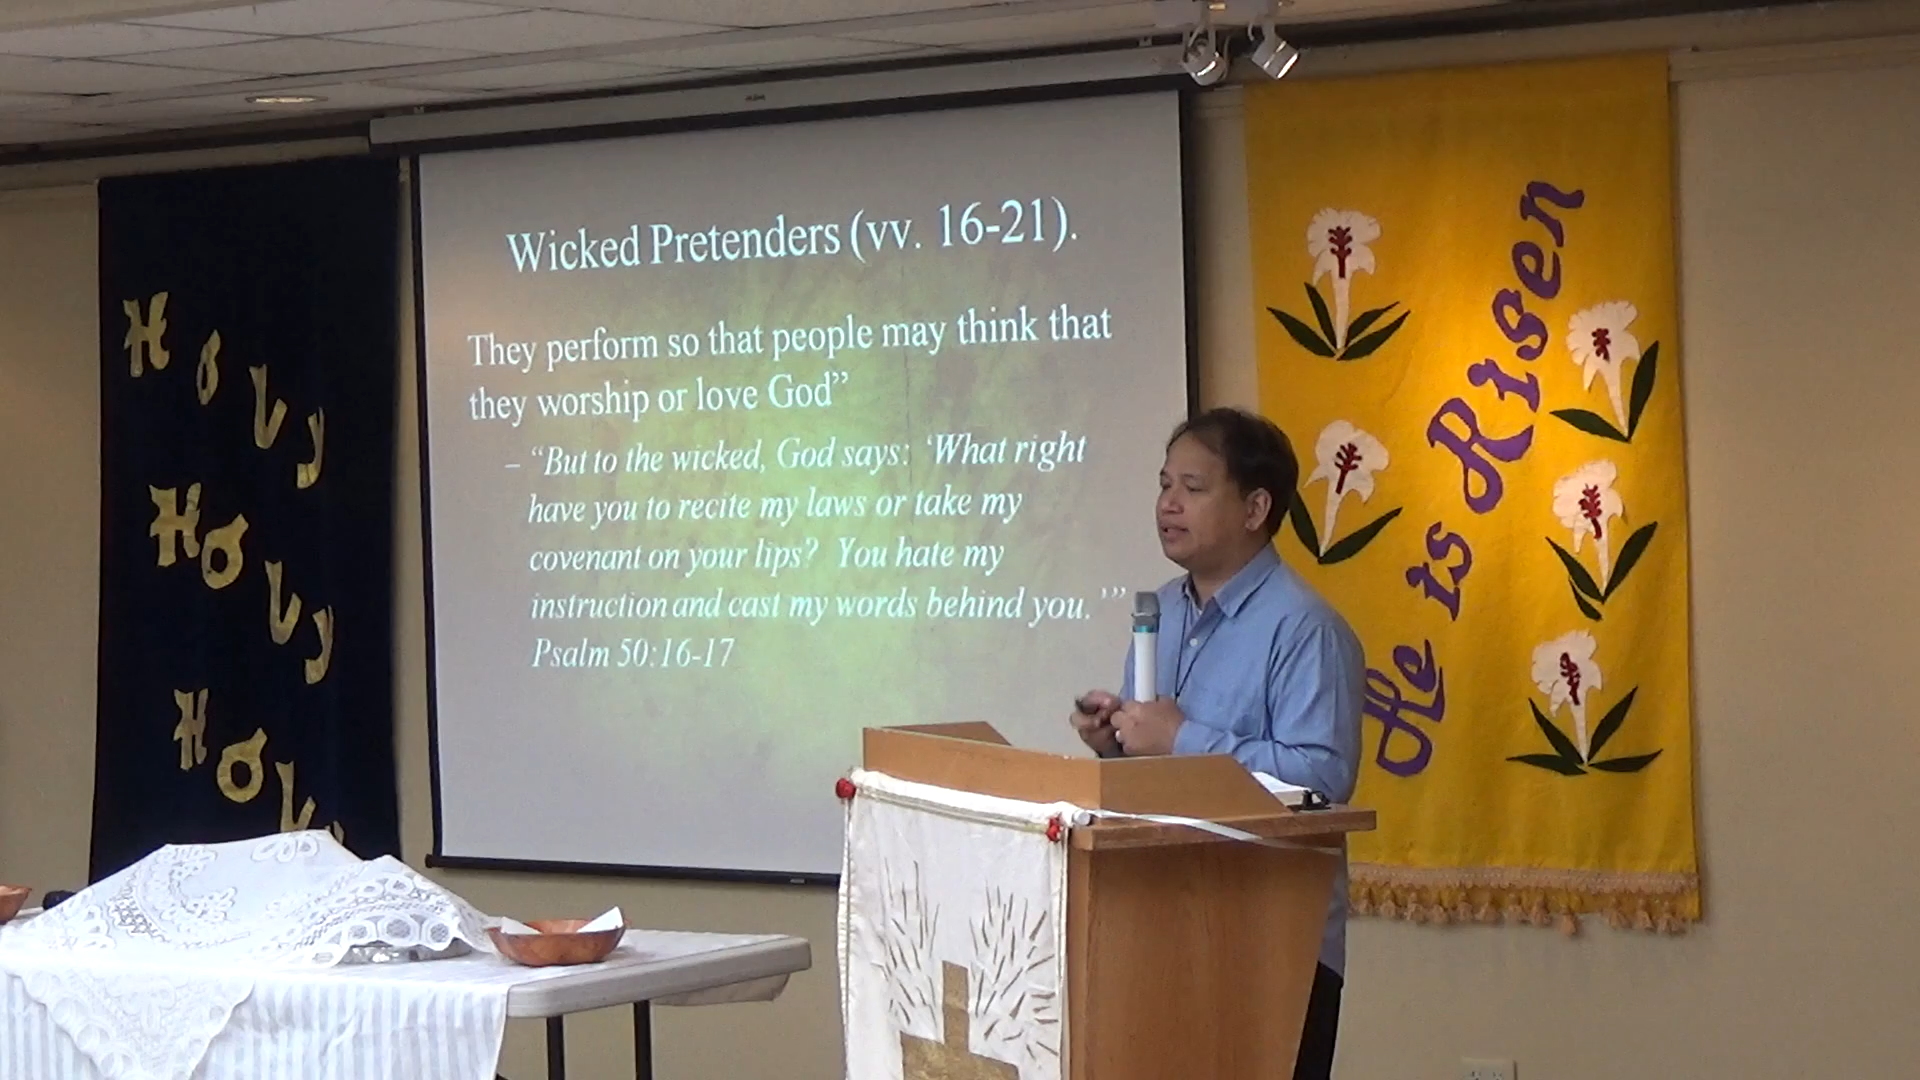 Holy
Holy
Holy
Wicked Pretenders (vv. 16-21).
They perform so that people may think that
they worship or love God”
– “But to the wicked, God says: ‘What right
have you to recite my laws or take my
covenant on your lips? You hate my
instruction and cast my words behind you.’”
Psalm 50:16-17
He is Risen